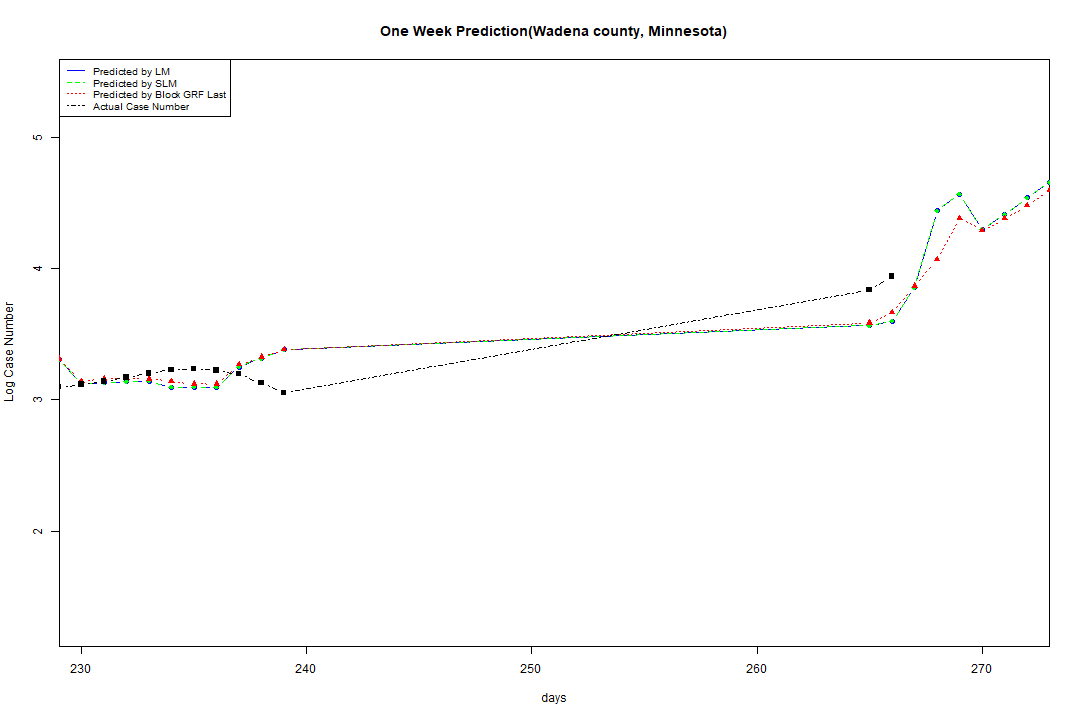 One Week Prediction(Wadena county, Minnesota)
Predicted by LM
Predicted by SLM
Predicted by Block GRF Last
Actual Case Number
5
4
3
2
Log Case Number
230 240 250 260 270
days